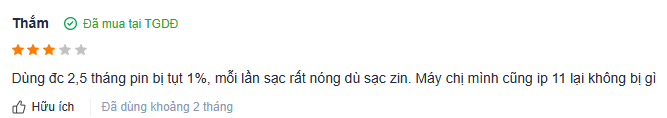 Thắm Đã mua tại TGDĐ
Dùng đc 2,5 tháng pin bị tụt 1%, mỗi lần sạc rất nóng dù sạc zin. Máy chị mình cũng ip 11 lại không bị gì
Hữu ích Đã dùng khoảng 2 tháng